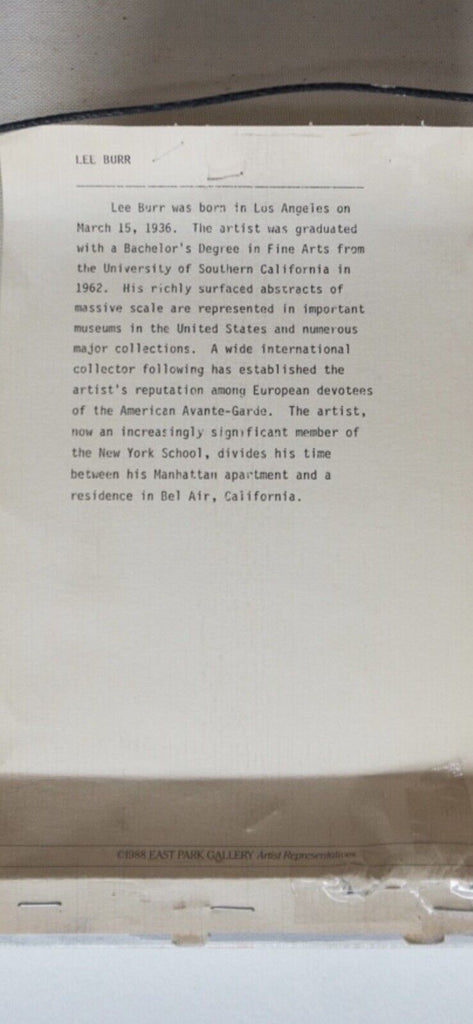 LEE BURR
Lee Burr was born in Los Angeles on
March 15, 1936. The artist was graduated
with a Bachelor's Degree in Fine Arts from
the University of Southern California in
1962. His richly surfaced abstracts of
massive scale are represented in important
museums in the United States and numerous
major collections. A wide international
collector following has established the
artist's reputation among European devotees
of the American Avante-Garde. The artist,
now an increasingly significant member of
the New York School, divides his time
between his Manhattan apartment and a
residence in Bel Air, California.
©1988 EAST PARK GALLERY Artist Representatives